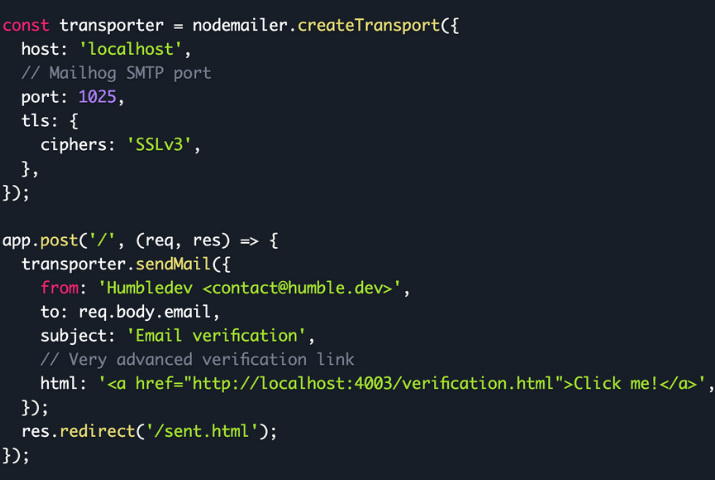 const transporter = nodemailer.createTransport({
  host: 'localhost',
  // Mailhog SMTP port
  port: 1025,
  tls: {
    ciphers: 'SSLv3',
  },
});

app.post('/', (req, res) => {
  transporter.sendMail({
    from: 'Humbledev <contact@humble.dev>',
    to: req.body.email,
    subject: 'Email verification',
    // Very advanced verification link
    html: '<a href="http://localhost:4003/verification.html">Click me!</a>',
  });
  res.redirect('/sent.html');
});